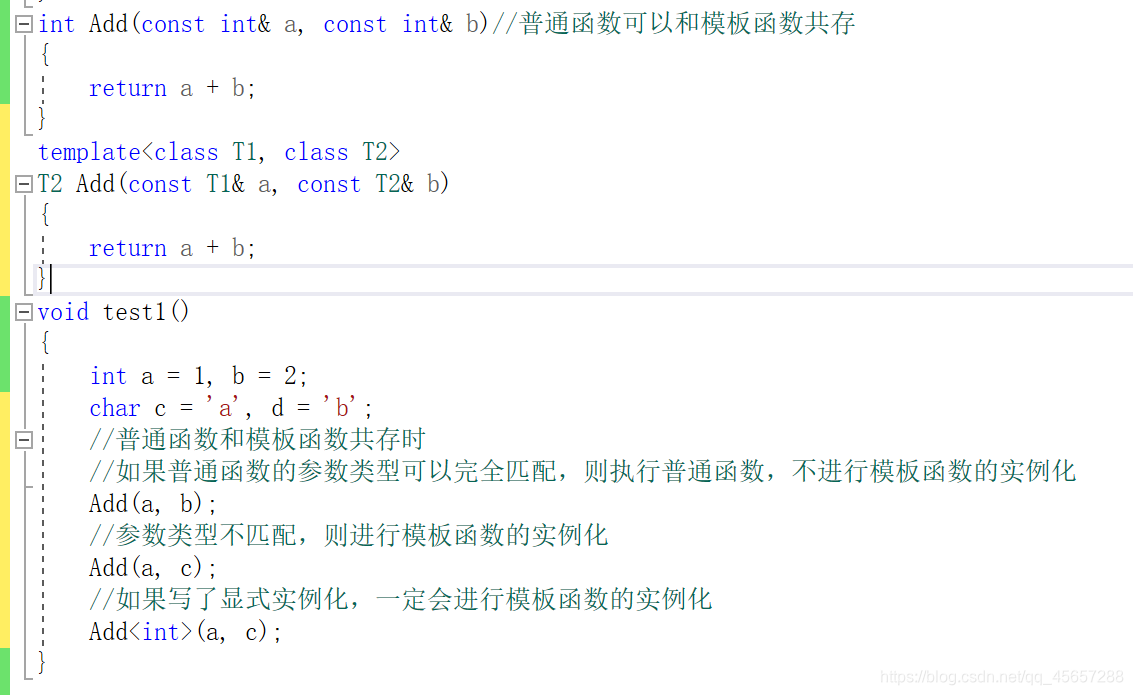 int Add(const int& a, const int& b)//普通函数可以和模板函数共存
{
    return a + b;
}
template<class T1, class T2>
T2 Add(const T1& a, const T2& b)
{
    return a + b;
}
void test1()
{
    int a = 1, b = 2;
    char c = 'a', d = 'b';
    //普通函数和模板函数共存时
    //如果普通函数的参数类型可以完全匹配，则执行普通函数，不进行模板函数的实例化
    Add(a, b);
    //参数类型不匹配，则进行模板函数的实例化
    Add(a, c);
    //如果写了显式实例化，一定会进行模板函数的实例化
    Add<int>(a, c);
}
https://blog.csdn.net/qq_45657288